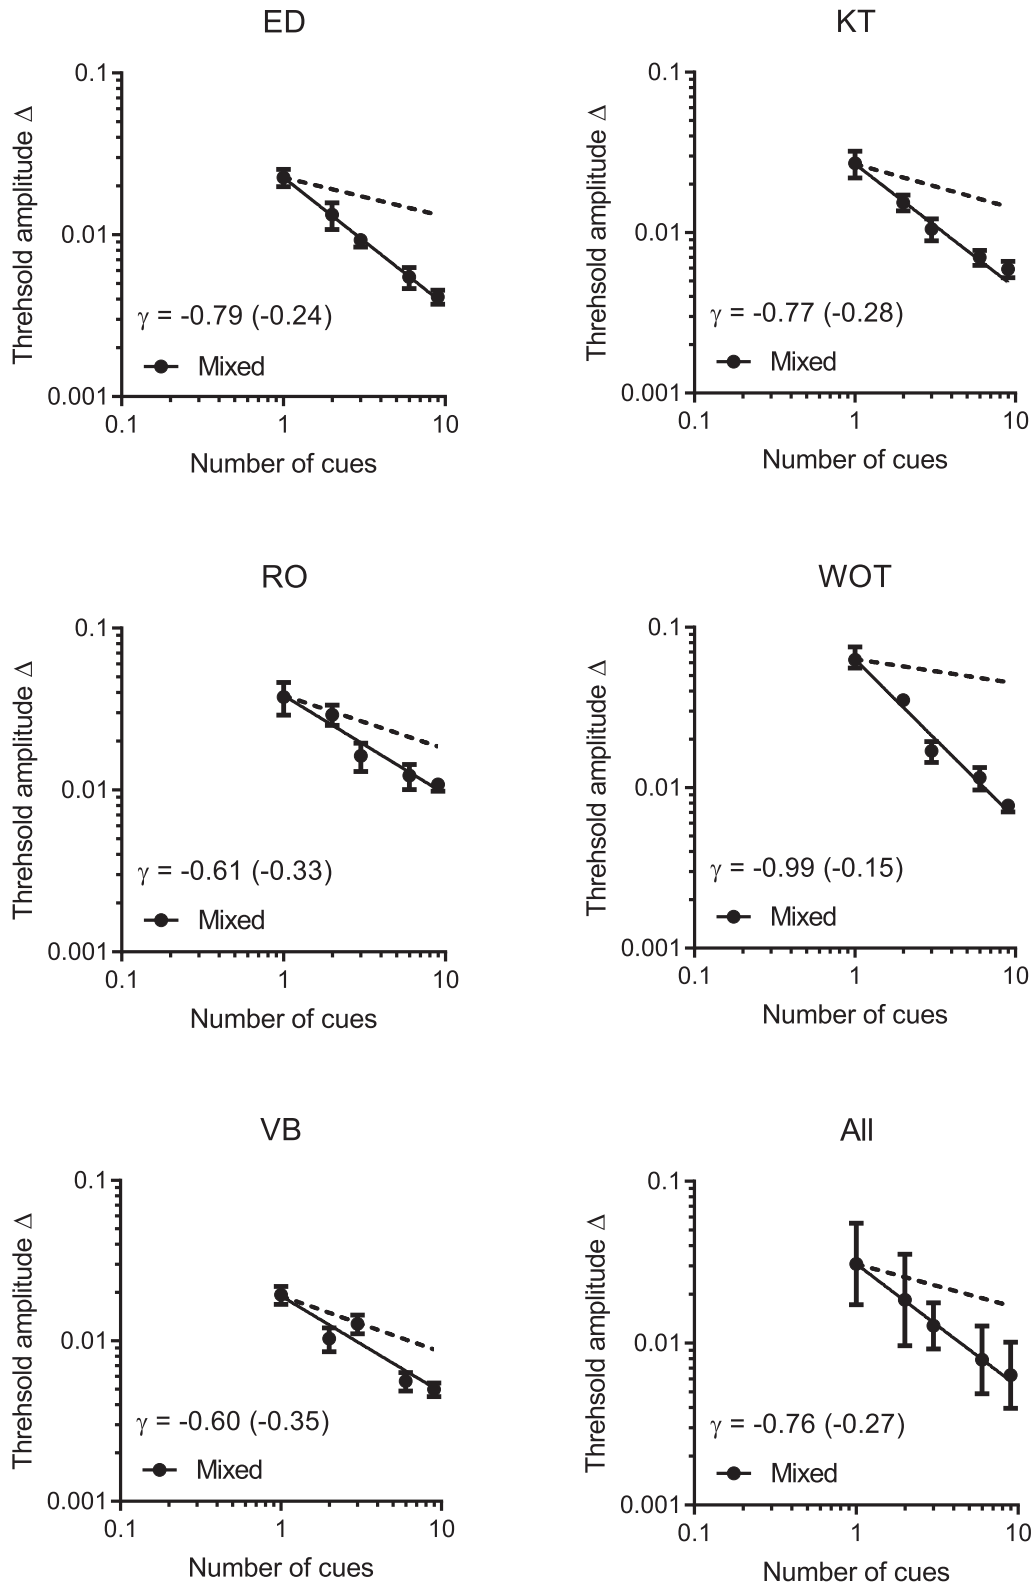 ED
Threhsold amplitude Δ
0.1
0.01
0.001
γ = -0.79 (-0.24)
Mixed
0.1 1 10
Number of cues
KT
Threhsold amplitude Δ
0.1
0.01
0.001
γ = -0.77 (-0.28)
Mixed
0.1 1 10
Number of cues
RO
Threhsold amplitude Δ
0.1
0.01
0.001
γ = -0.61 (-0.33)
Mixed
0.1 1 10
Number of cues
WOT
Threhsold amplitude Δ
0.1
0.01
0.001
γ = -0.99 (-0.15)
Mixed
0.1 1 10
Number of cues
VB
Threhsold amplitude Δ
0.1
0.01
0.001
γ = -0.60 (-0.35)
Mixed
0.1 1 10
Number of cues
All
Threhsold amplitude Δ
0.1
0.01
0.001
γ = -0.76 (-0.27)
Mixed
0.1 1 10
Number of cues